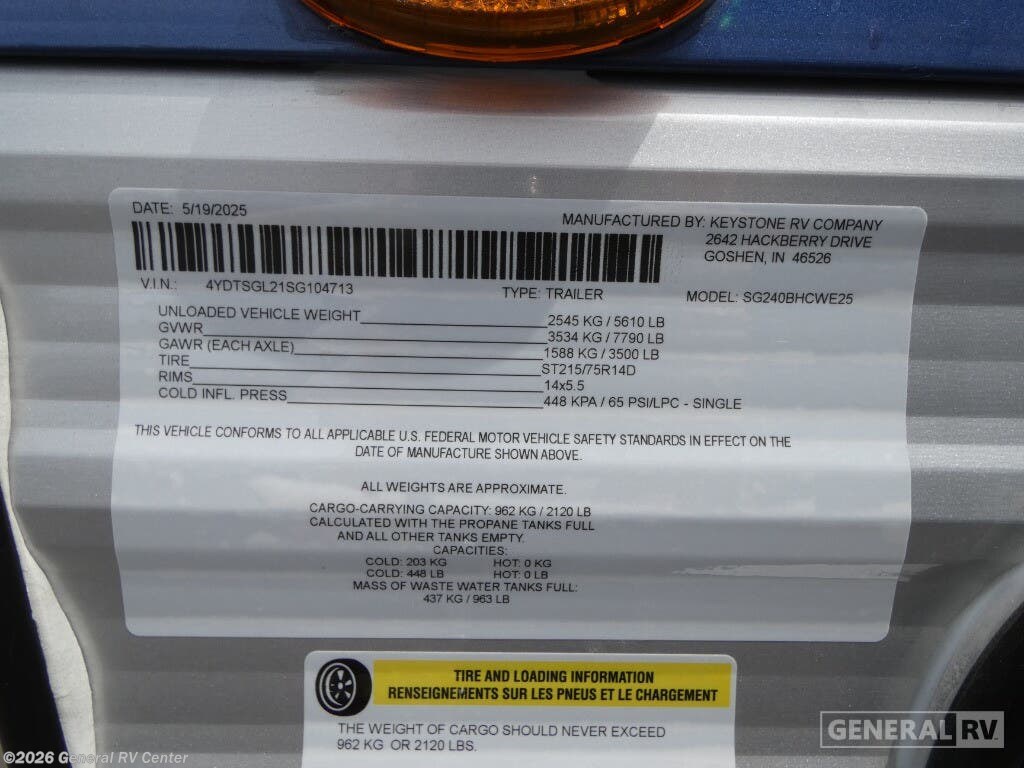 DATE: 5/19/2025
MANUFACTURED BY: KEYSTONE RV COMPANY
2642 HACKBERRY DRIVE
GOSHEN, IN 46526
V.I.N.: 4YDTSGL21SG104713
TYPE: TRAILER
MODEL: SG240BHCWE25
UNLOADED VEHICLE WEIGHT 2545 KG / 5610 LB
GVWR 3534 KG / 7790 LB
GAWR (EACH AXLE) 1588 KG / 3500 LB
TIRE ST215/75R14D
RIMS 14x5.5
COLD INFL. PRESS 448 KPA / 65 PSI/LPC - SINGLE
THIS VEHICLE CONFORMS TO ALL APPLICABLE U.S. FEDERAL MOTOR VEHICLE SAFETY STANDARDS IN EFFECT ON THE
DATE OF MANUFACTURE SHOWN ABOVE.
ALL WEIGHTS ARE APPROXIMATE.
CARGO-CARRYING CAPACITY: 962 KG / 2120 LB
CALCULATED WITH THE PROPANE TANKS FULL
AND ALL OTHER TANKS EMPTY.
CAPACITIES:
COLD: 203 KG HOT: 0 KG
COLD: 448 LB HOT: 0 LB
MASS OF WASTE WATER TANKS FULL:
437 KG / 963 LB
TIRE AND LOADING INFORMATION
RENSEIGNEMENTS SUR LES PNEUS ET LE CHARGEMENT
THE WEIGHT OF CARGO SHOULD NEVER EXCEED
962 KG OR 2120 LBS.
GENERAL RV
©2026 General RV Center